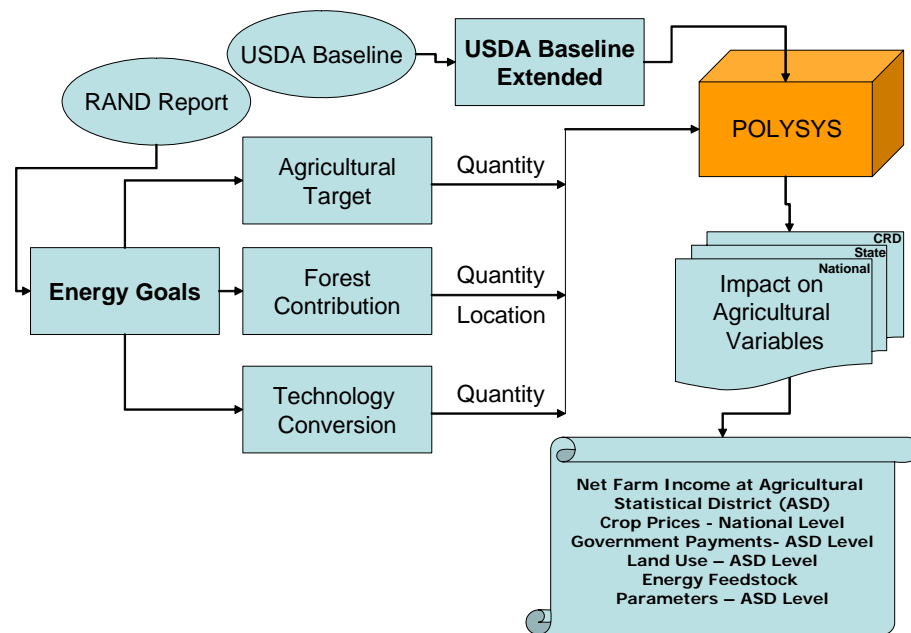 USDA Baseline
USDA Baseline
Extended
RAND Report
POLYSYS
Agricultural
Target
Quantity
Energy Goals
Forest
Contribution
Quantity
Location
Technology
Conversion
Quantity
CRD
State
National
Impact on
Agricultural
Variables
Net Farm Income at Agricultural
Statistical District (ASD)
Crop Prices - National Level
Government Payments- ASD Level
Land Use – ASD Level
Energy Feedstock
Parameters – ASD Level